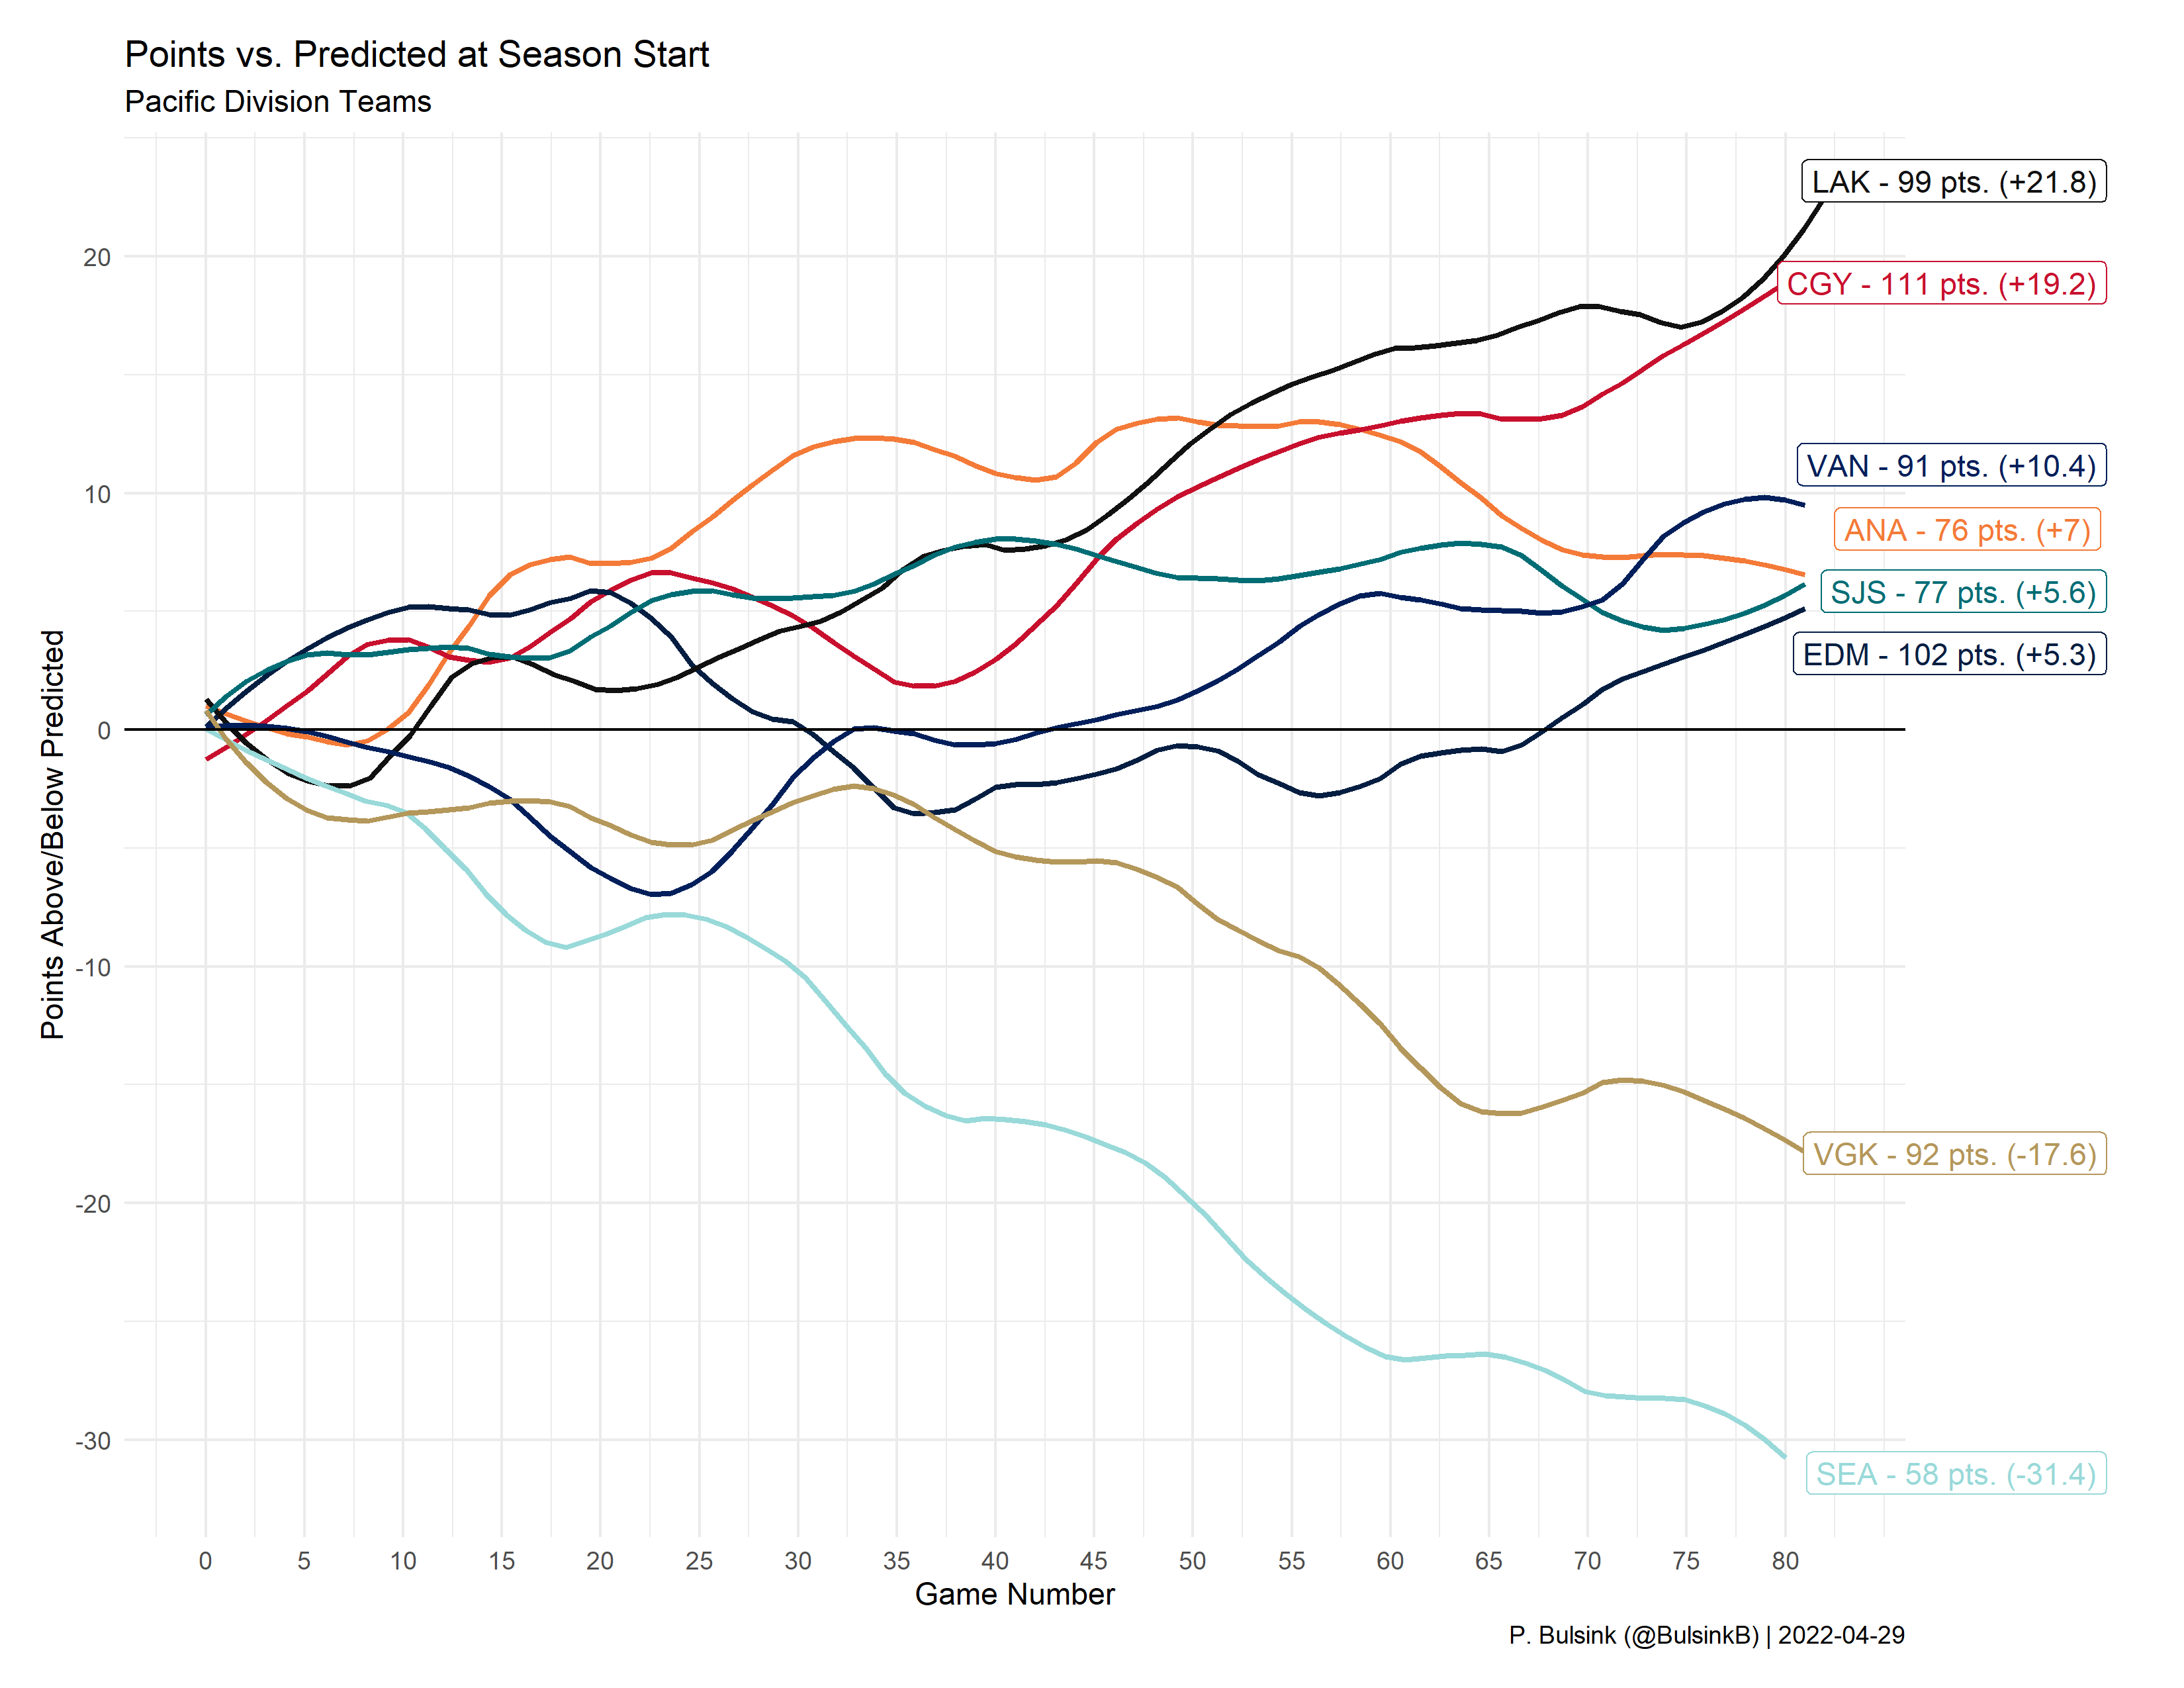 Points vs. Predicted at Season Start
Pacific Division Teams
LAK - 99 pts. (+21.8)
CGY - 111 pts. (+19.2)
VAN - 91 pts. (+10.4)
ANA - 76 pts. (+7)
SJS - 77 pts. (+5.6)
EDM - 102 pts. (+5.3)
VGK - 92 pts. (-17.6)
SEA - 58 pts. (-31.4)
Points Above/Below Predicted
20
10
0
-10
-20
-30
0 5 10 15 20 25 30 35 40 45 50 55 60 65 70 75 80
Game Number
P. Bulsink (@BulsinkB) | 2022-04-29